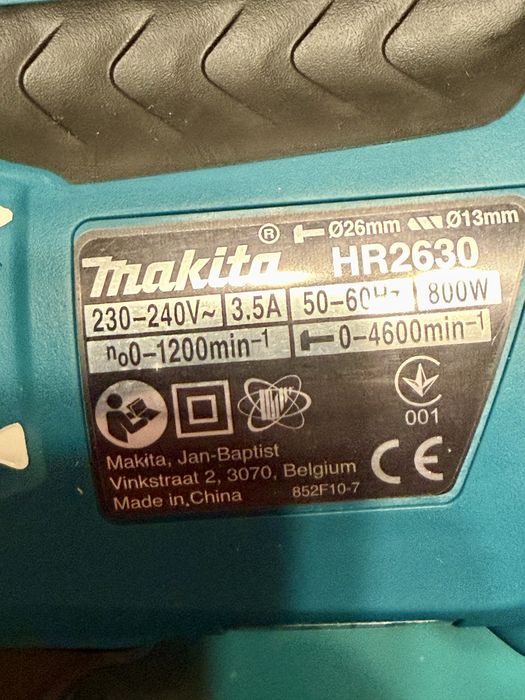 makita® Ø26mm Ø13mm
HR2630
230-240V~ 3.5A 50-60Hz 800W
n₀0-1200min-1 0-4600min-1
001
Makita, Jan-Baptist
Vinkstraat 2, 3070, Belgium
Made in China 852F10-7
CE